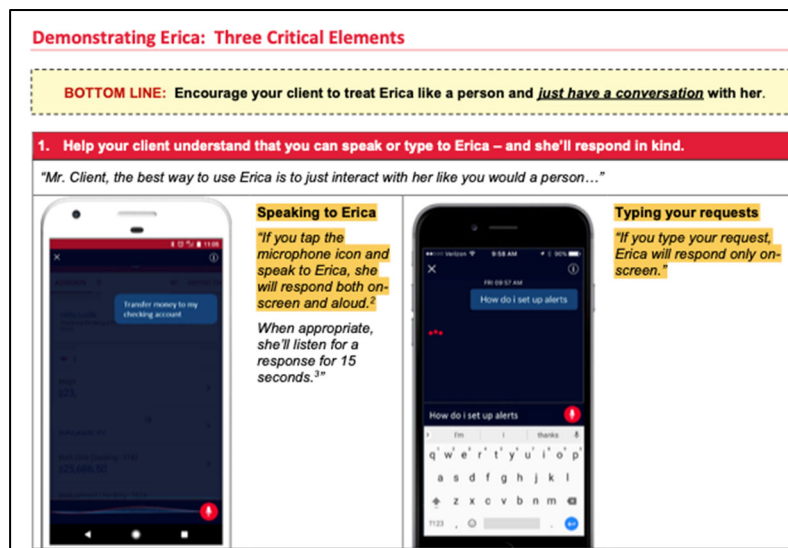 Demonstrating Erica: Three Critical Elements
BOTTOM LINE: Encourage your client to treat Erica like a person and just have a conversation with her.
1. Help your client understand that you can speak or type to Erica – and she’ll respond in kind.
“Mr. Client, the best way to use Erica is to just interact with her like you would a person…”
11:05
Transfer money to my
checking account
Speaking to Erica
“If you tap the
microphone icon and
speak to Erica, she
will respond both on-
screen and aloud.²
When appropriate,
she’ll listen for a
response for 15
seconds.³”
Verizon 9:58 AM 90%
FRI 09:57 AM
How do i set up alerts
How do i set up alerts
I'm i thanks
q w e r t y u i o p
a s d f g h j k l
z x c v b n m
?123 , .
Typing your requests
“If you type your request,
Erica will respond only on-
screen.”